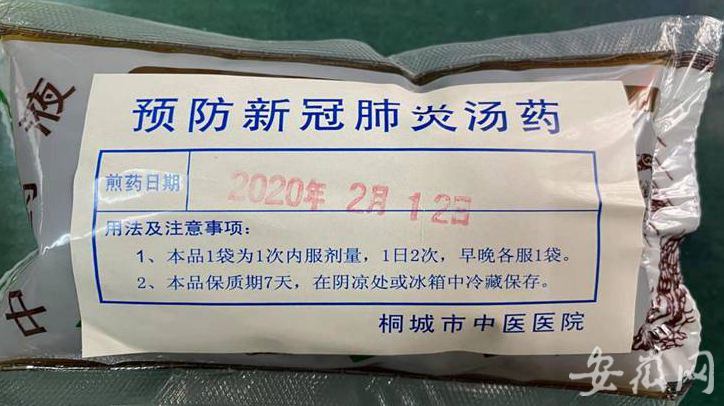 预防新冠肺炎汤药
煎药日期 2020年 2月 12日
用法及注意事项:
1、本品1袋为1次内服剂量，1日2次，早晚各服1袋。
2、本品保质期7天，在阴凉处或冰箱中冷藏保存。
桐城市中医医院
中
液
安徽网